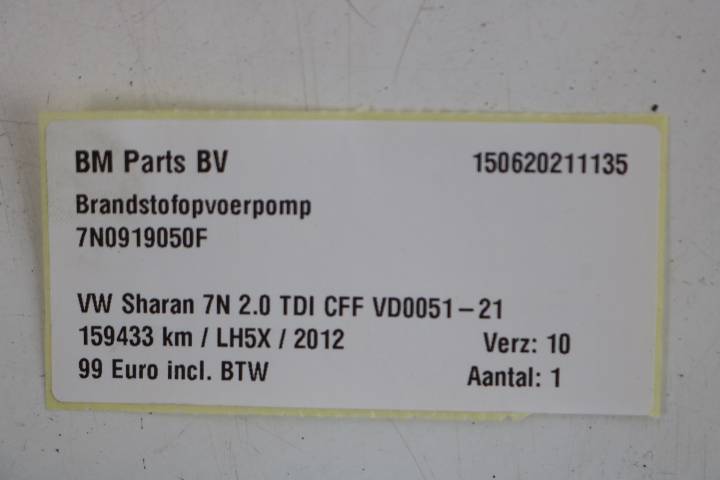 BM Parts BV 150620211135
Brandstofopvoerpomp
7N0919050F
VW Sharan 7N 2.0 TDI CFF VD0051-21
159433 km / LH5X / 2012 Verz: 10
99 Euro incl. BTW Aantal: 1